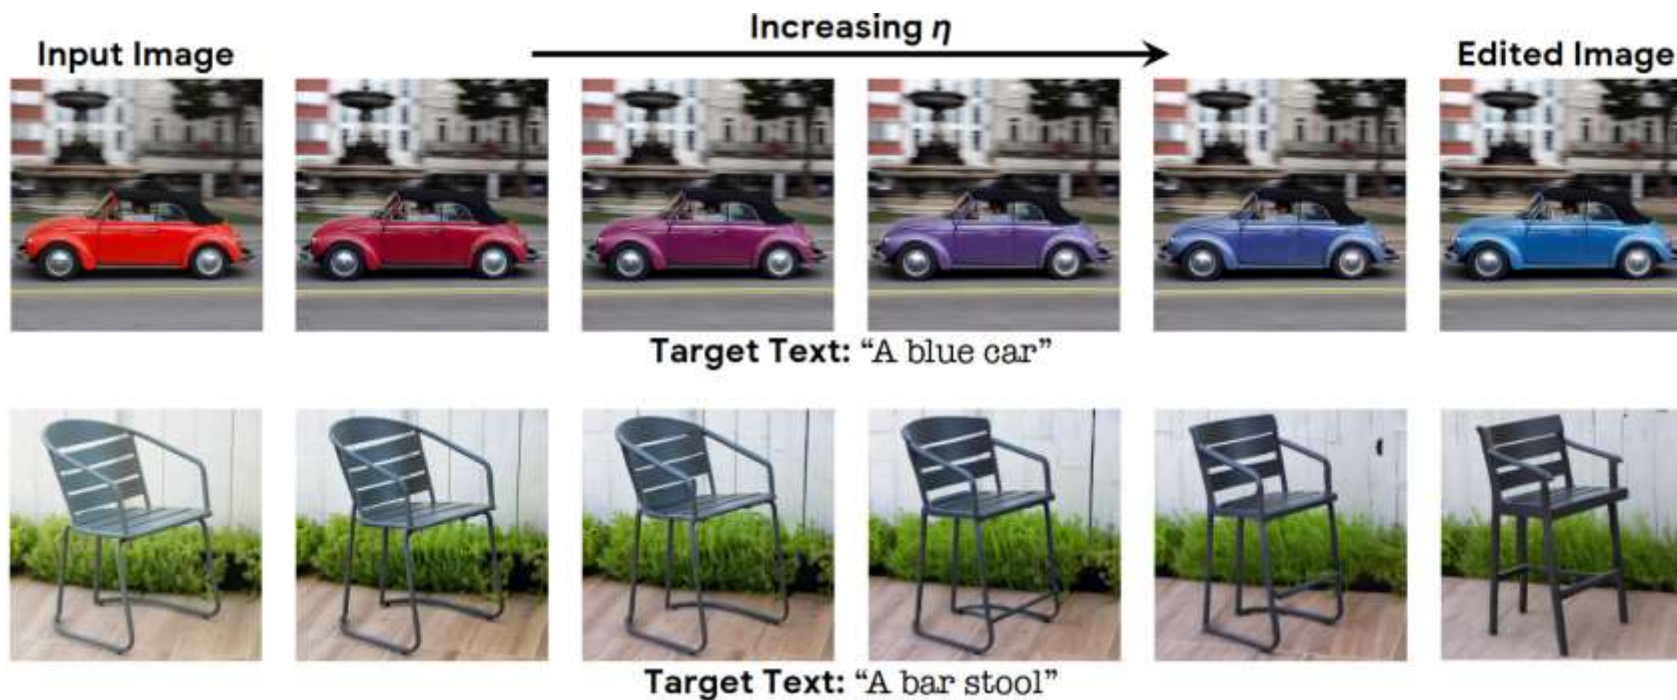 Increasing η
Input Image
Edited Image
Target Text: “A blue car”
Target Text: “A bar stool”